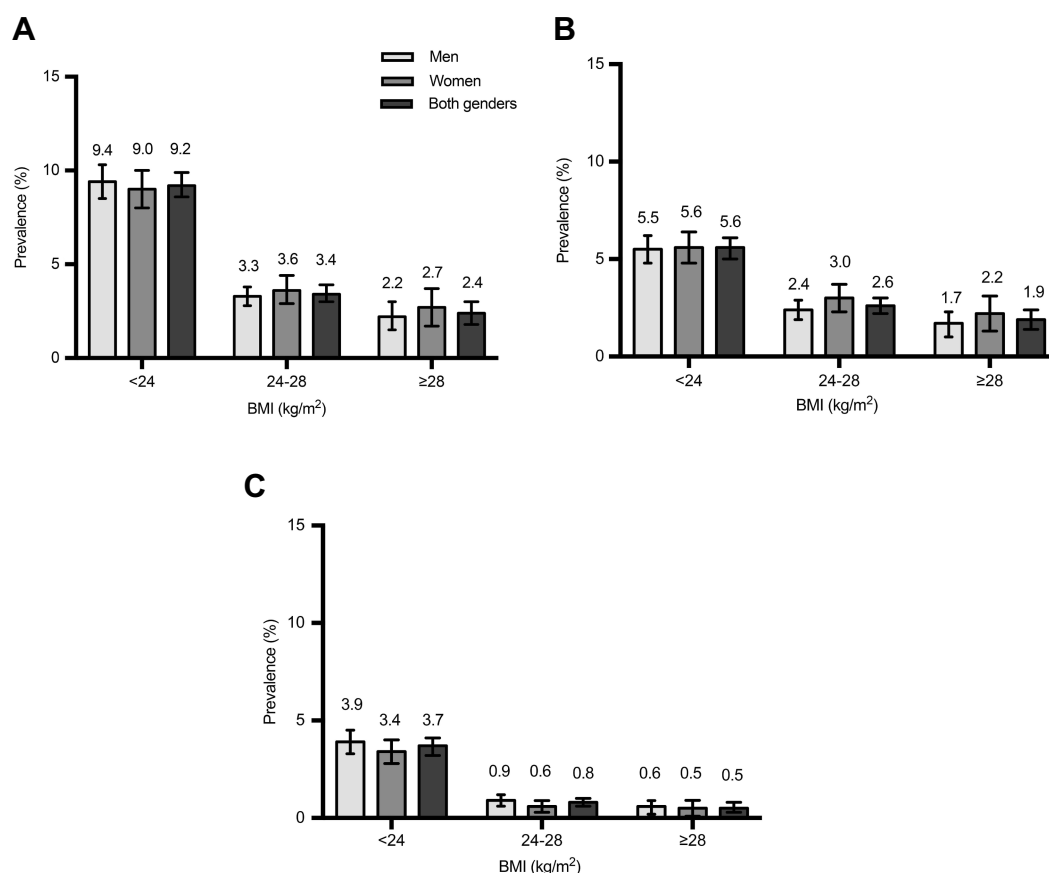 A
Men
Women
Both genders
15
10
5
0
Prevalence (%)
9.4 9.0 9.2
3.3 3.6 3.4
2.2 2.7 2.4
<24 24-28 ≥28
BMI (kg/m²)
B
15
10
5
0
Prevalence (%)
5.5 5.6 5.6
2.4 3.0 2.6
1.7 2.2 1.9
<24 24-28 ≥28
BMI (kg/m²)
C
15
10
5
0
Prevalence (%)
3.9 3.4 3.7
0.9 0.6 0.8
0.6 0.5 0.5
<24 24-28 ≥28
BMI (kg/m²)